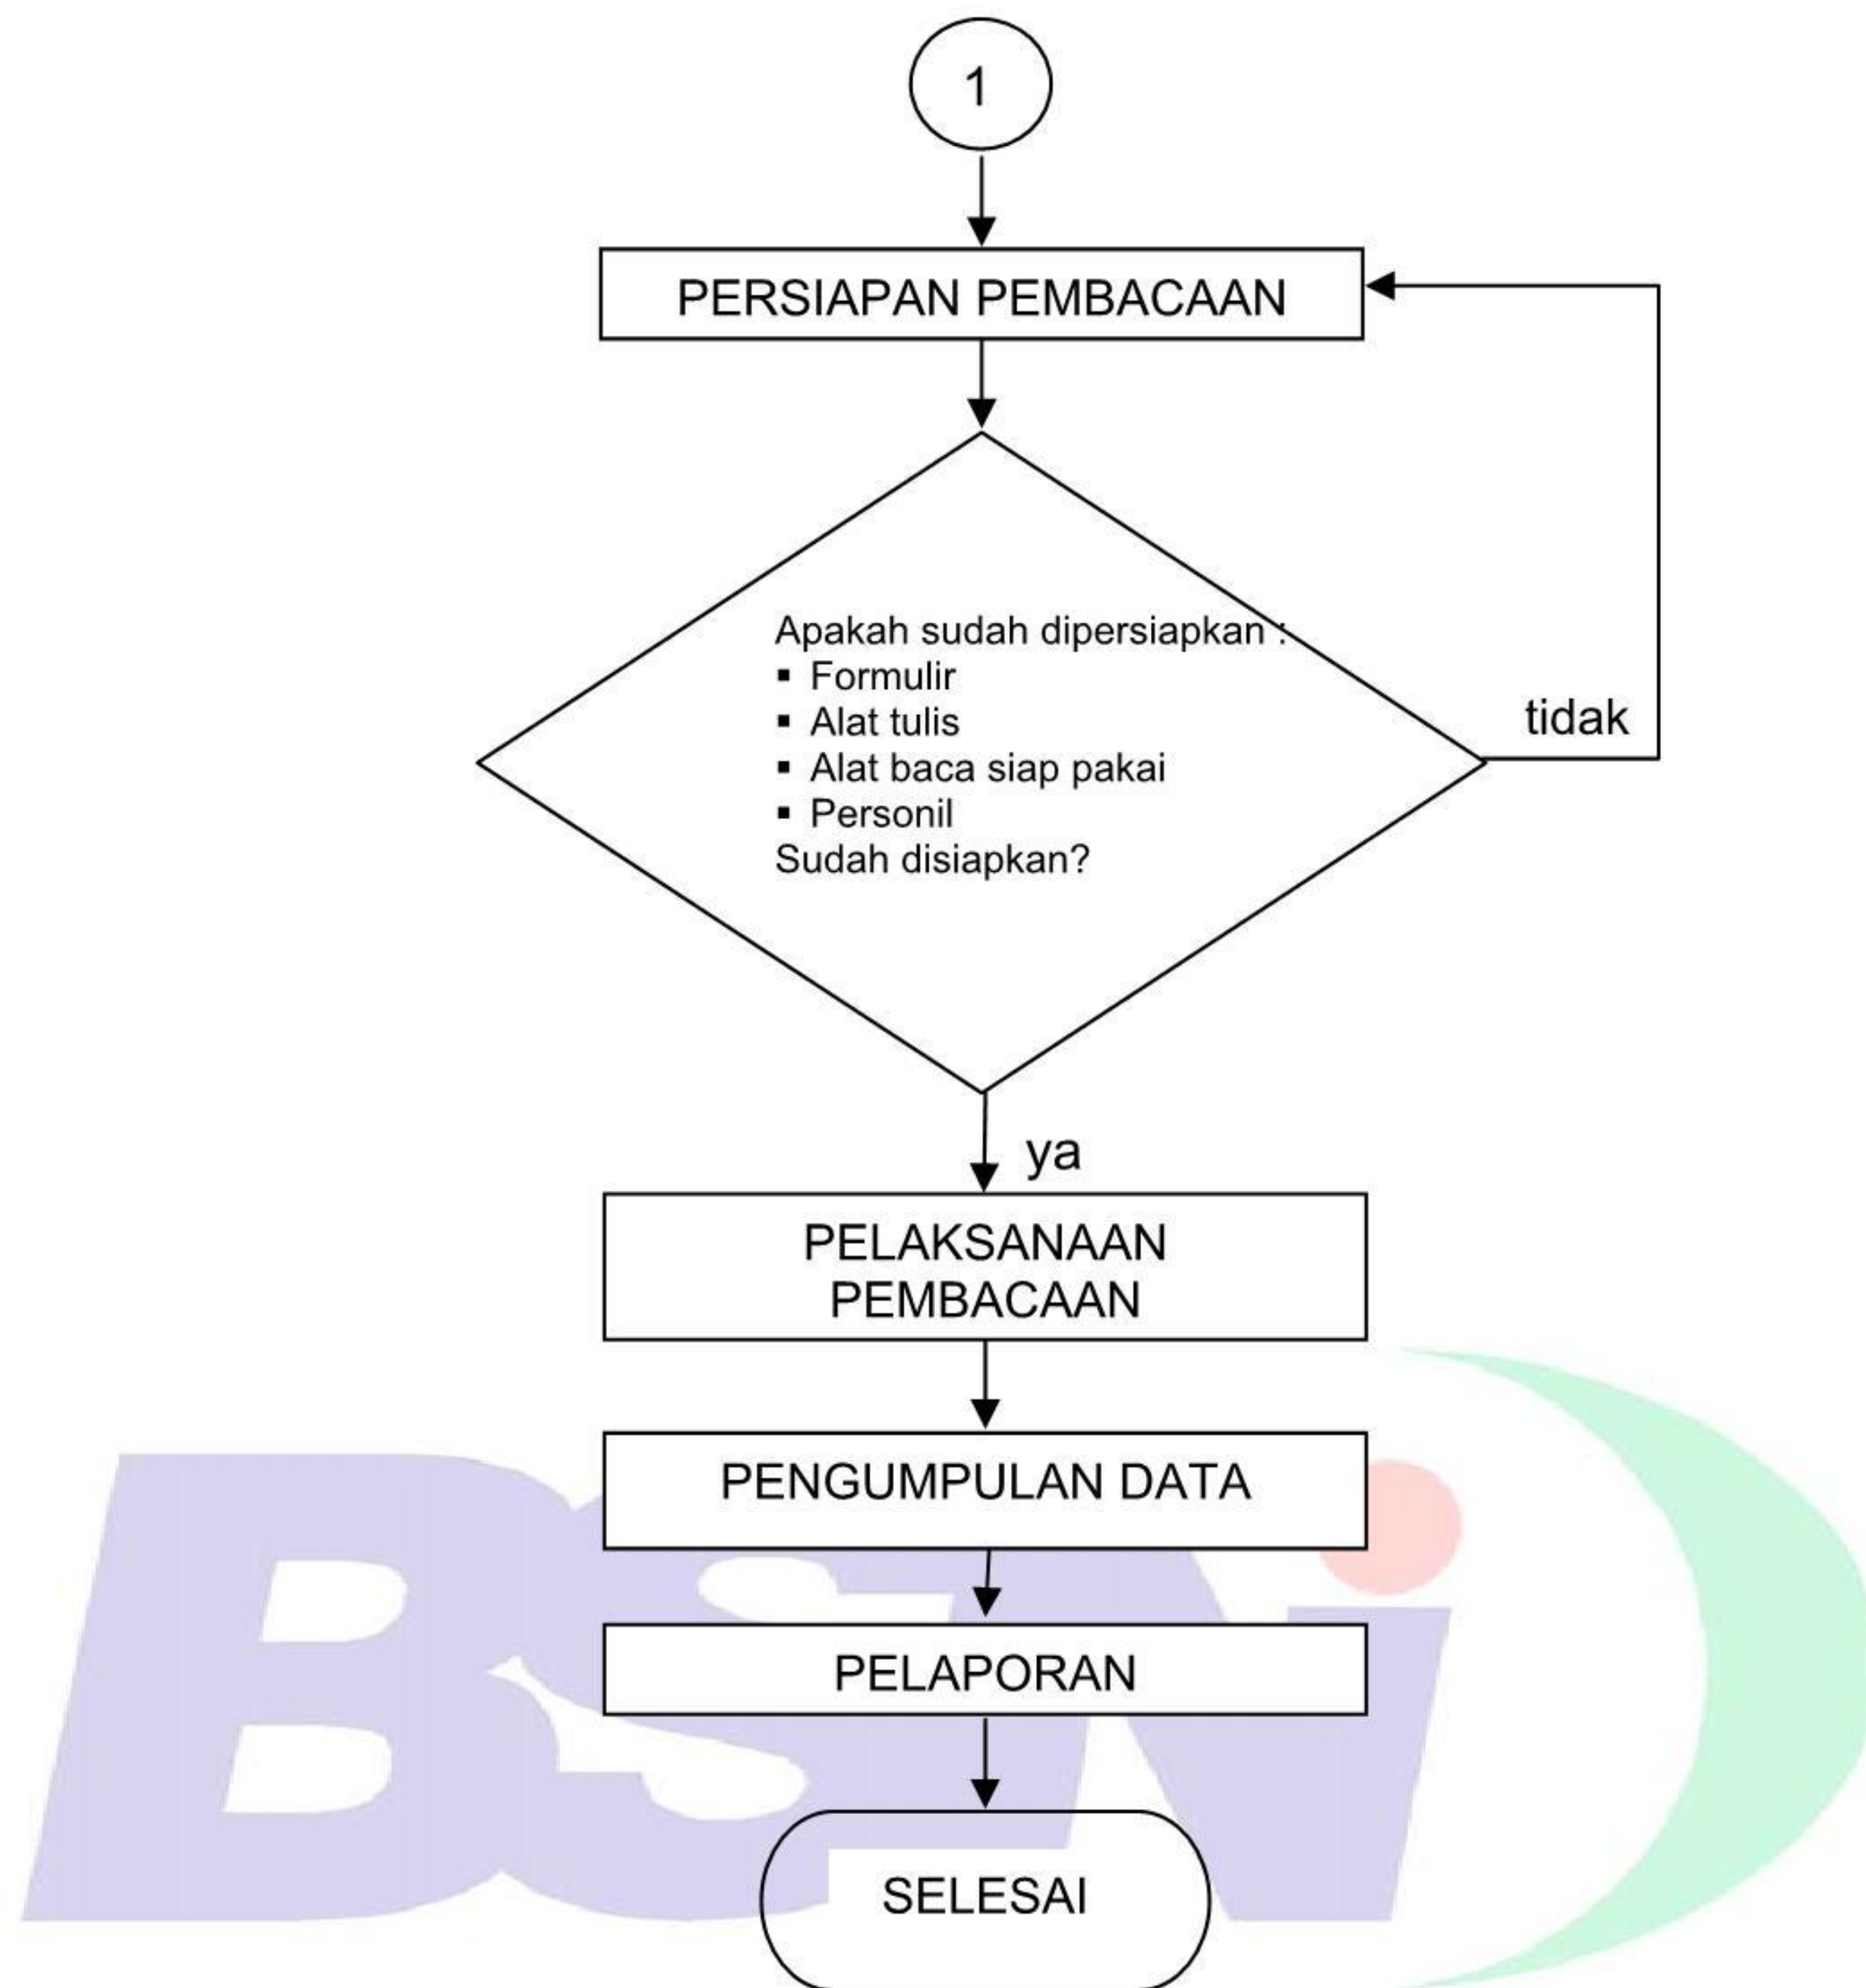 1
PERSIAPAN PEMBACAAN
Apakah sudah dipersiapkan :
▪ Formulir
▪ Alat tulis
▪ Alat baca siap pakai
▪ Personil
Sudah disiapkan?
tidak
ya
PELAKSANAAN
PEMBACAAN
PENGUMPULAN DATA
PELAPORAN
SELESAI
BSN